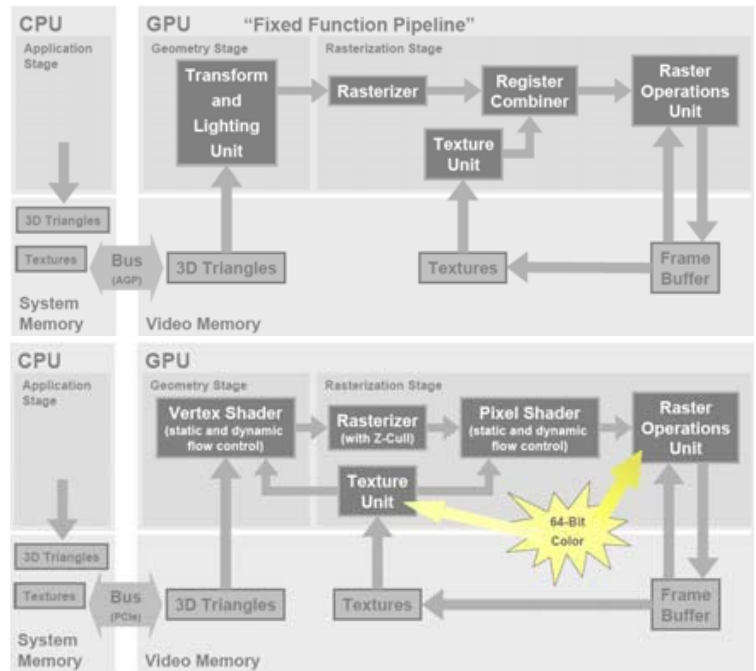 CPU
GPU "Fixed Function Pipeline"
Application
Stage
Geometry Stage
Rasterization Stage
Transform
and
Lighting
Unit
Rasterizer
Register
Combiner
Raster
Operations
Unit
Texture
Unit
3D Triangles
Textures
Bus
(AGP)
3D Triangles
Textures
Frame
Buffer
System
Memory
Video Memory
CPU
GPU
Application
Stage
Geometry Stage
Rasterization Stage
Vertex Shader
(static and dynamic
flow control)
Rasterizer
(with Z-Cull)
Pixel Shader
(static and dynamic
flow control)
Raster
Operations
Unit
Texture
Unit
64-Bit
Color
3D Triangles
Textures
Bus
(PCIe)
3D Triangles
Textures
Frame
Buffer
System
Memory
Video Memory